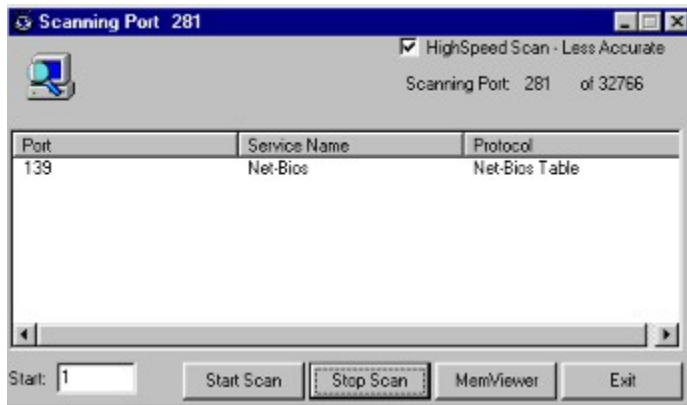 Scanning Port 281
HighSpeed Scan - Less Accurate
Scanning Port: 281 of 32766
Port Service Name Protocol
139 Net-Bios Net-Bios Table
Start: 1 Start Scan Stop Scan MemViewer Exit